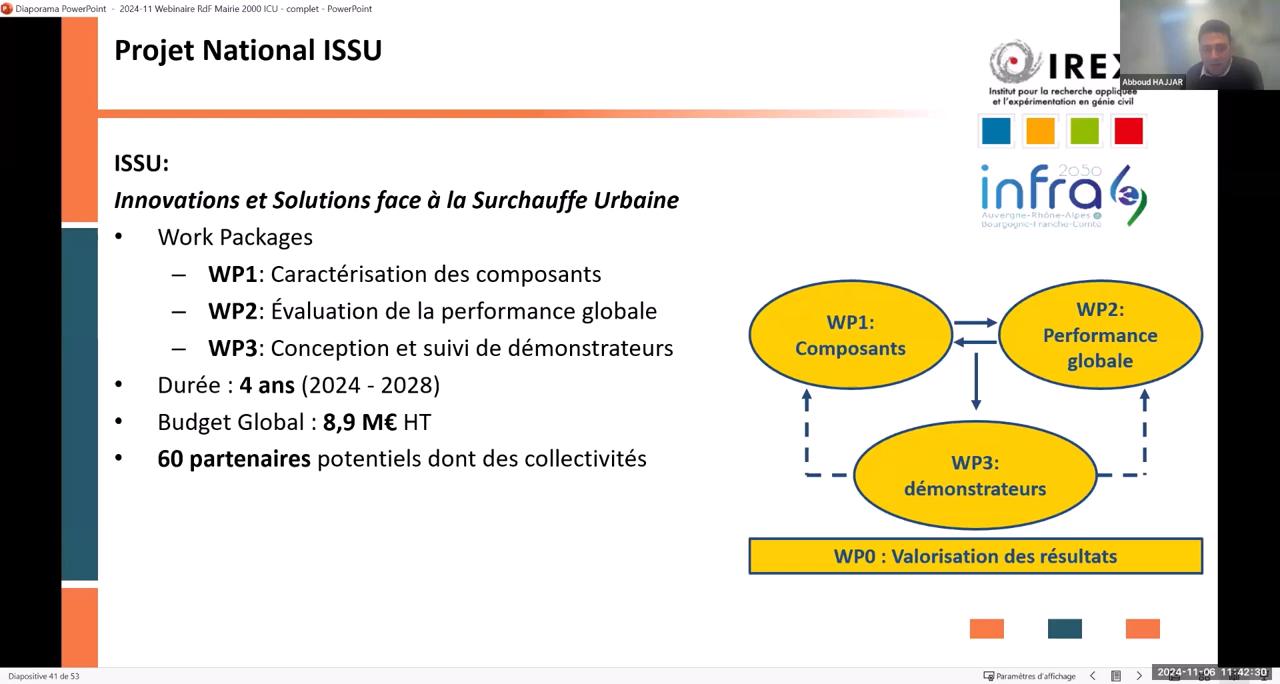 Diaporama PowerPoint - 2024-11 Webinaire RdF Mairie 2000 ICU - complet - PowerPoint
Projet National ISSU
IREX
Institut pour la recherche appliquée
et l'expérimentation en génie civil
Abboud HAJJAR
2050
infra
Auvergne-Rhône-Alpes
Bourgogne-Franche-Comté
ISSU:
Innovations et Solutions face à la Surchauffe Urbaine
• Work Packages
– WP1: Caractérisation des composants
– WP2: Évaluation de la performance globale
– WP3: Conception et suivi de démonstrateurs
• Durée : 4 ans (2024 - 2028)
• Budget Global : 8,9 M€ HT
• 60 partenaires potentiels dont des collectivités
WP1:
Composants
WP2:
Performance
globale
WP3:
démonstrateurs
WP0 : Valorisation des résultats
Diapositive 41 de 53
Paramètres d'affichage
2024-11-06 11:42:30